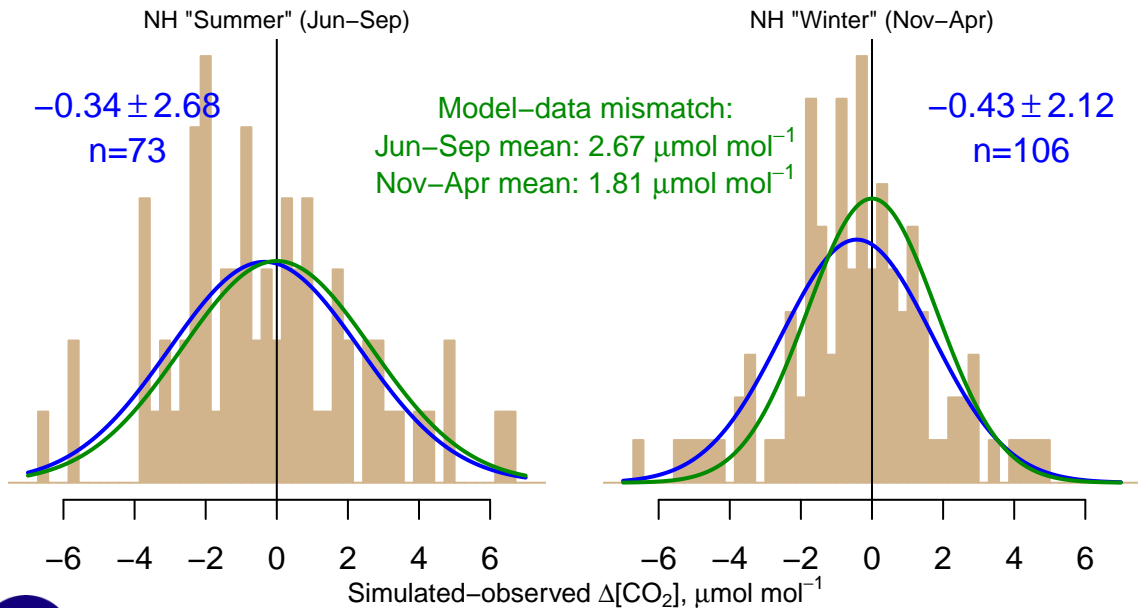 NH "Summer" (Jun−Sep)
NH "Winter" (Nov−Apr)
−0.34 ± 2.68
n=73
Model−data mismatch:
Jun−Sep mean: 2.67 μmol mol⁻¹
Nov−Apr mean: 1.81 μmol mol⁻¹
−0.43 ± 2.12
n=106
−6 −4 −2 0 2 4 6
−6 −4 −2 0 2 4 6
Simulated−observed Δ[CO₂], μmol mol⁻¹